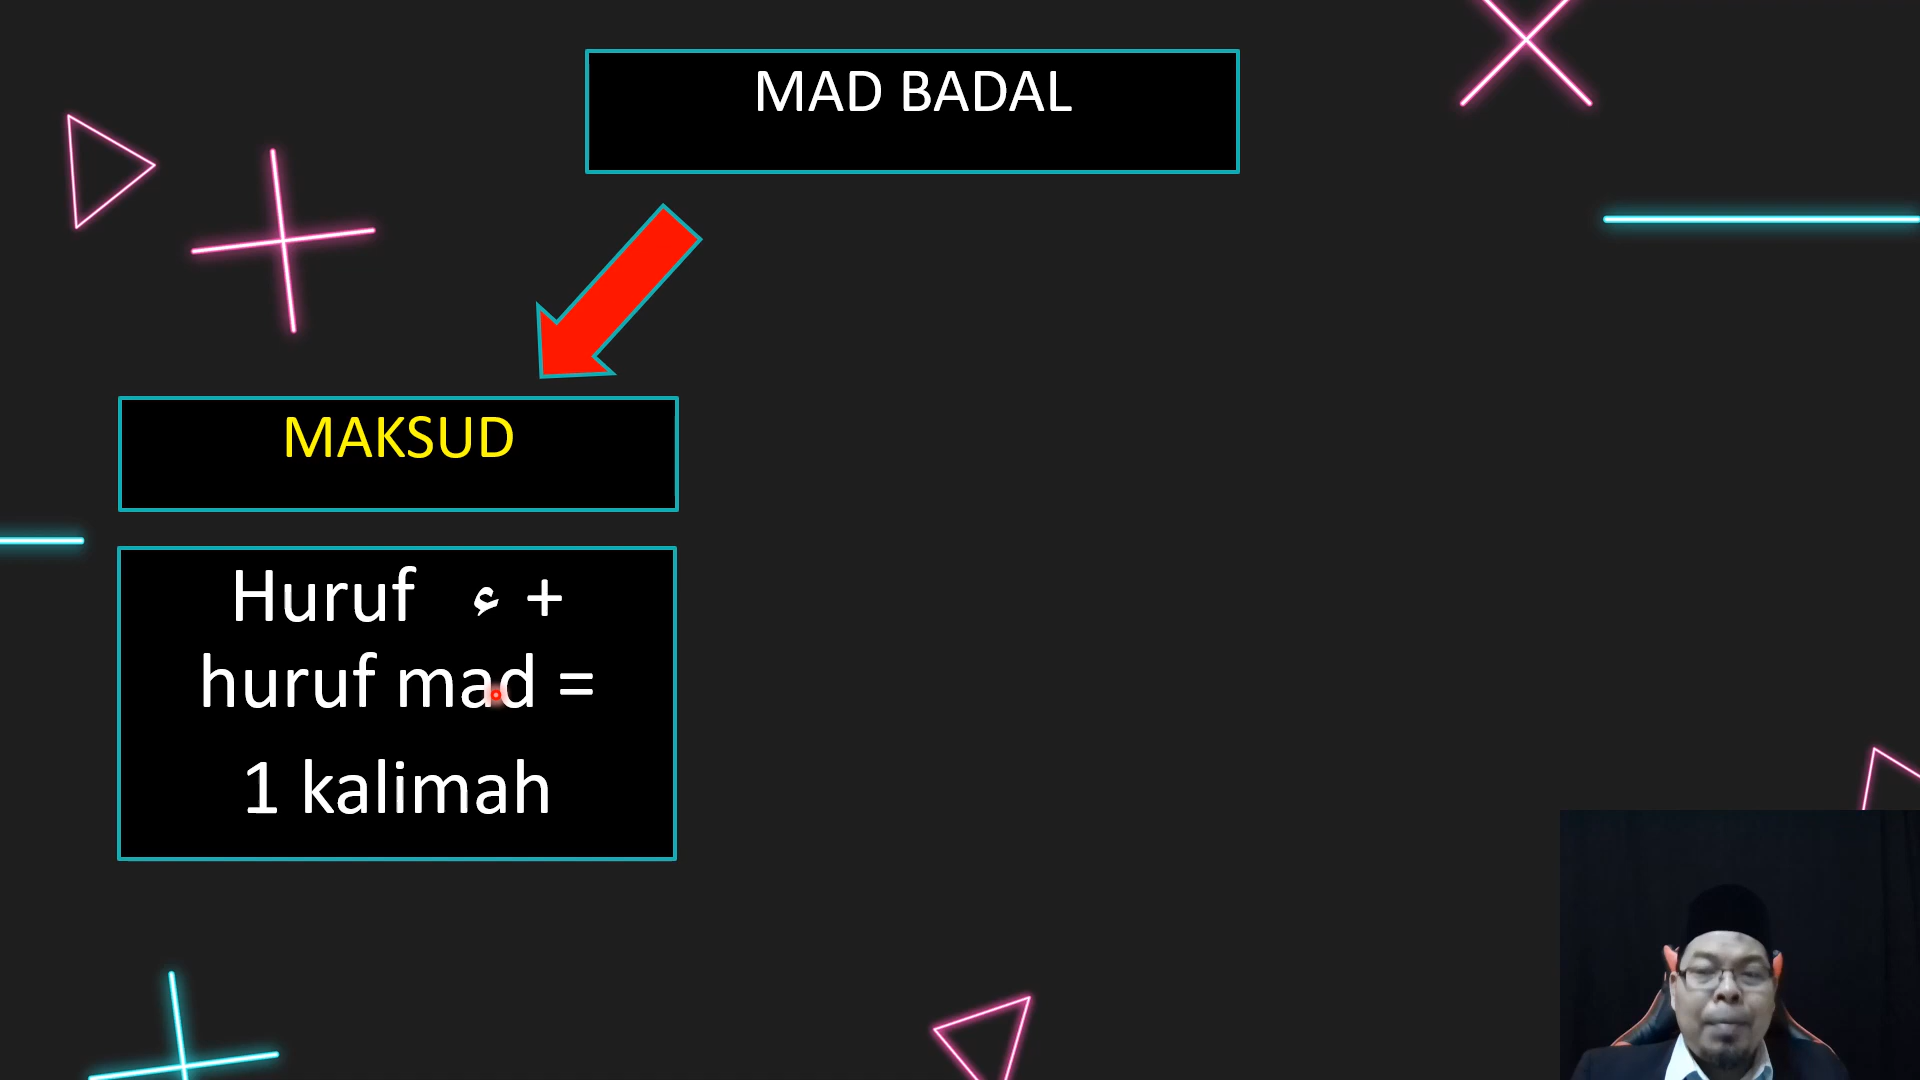 MAD BADAL
MAKSUD
Huruf ء +
huruf mad =
1 kalimah